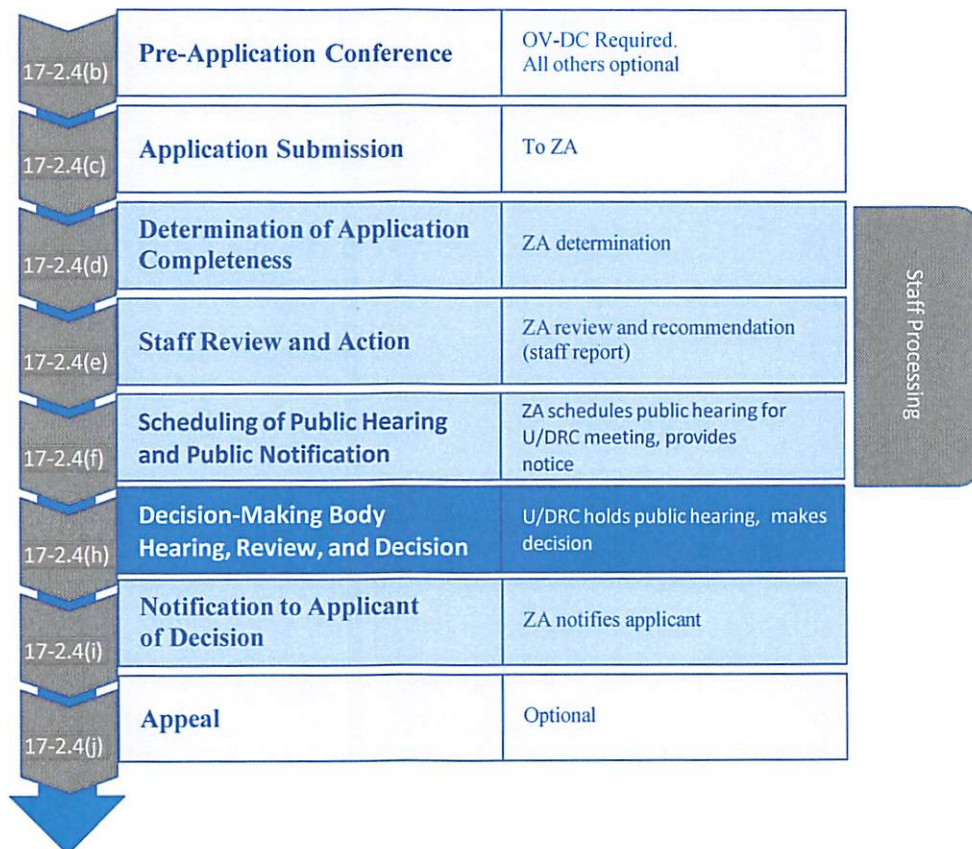 17-2.4(b)
Pre-Application Conference
OV-DC Required.
All others optional
17-2.4(c)
Application Submission
To ZA
17-2.4(d)
Determination of Application
Completeness
ZA determination
17-2.4(e)
Staff Review and Action
ZA review and recommendation
(staff report)
17-2.4(f)
Scheduling of Public Hearing
and Public Notification
ZA schedules public hearing for
U/DRC meeting, provides
notice
Staff Processing
17-2.4(h)
Decision-Making Body
Hearing, Review, and Decision
U/DRC holds public hearing, makes
decision
17-2.4(i)
Notification to Applicant
of Decision
ZA notifies applicant
17-2.4(j)
Appeal
Optional